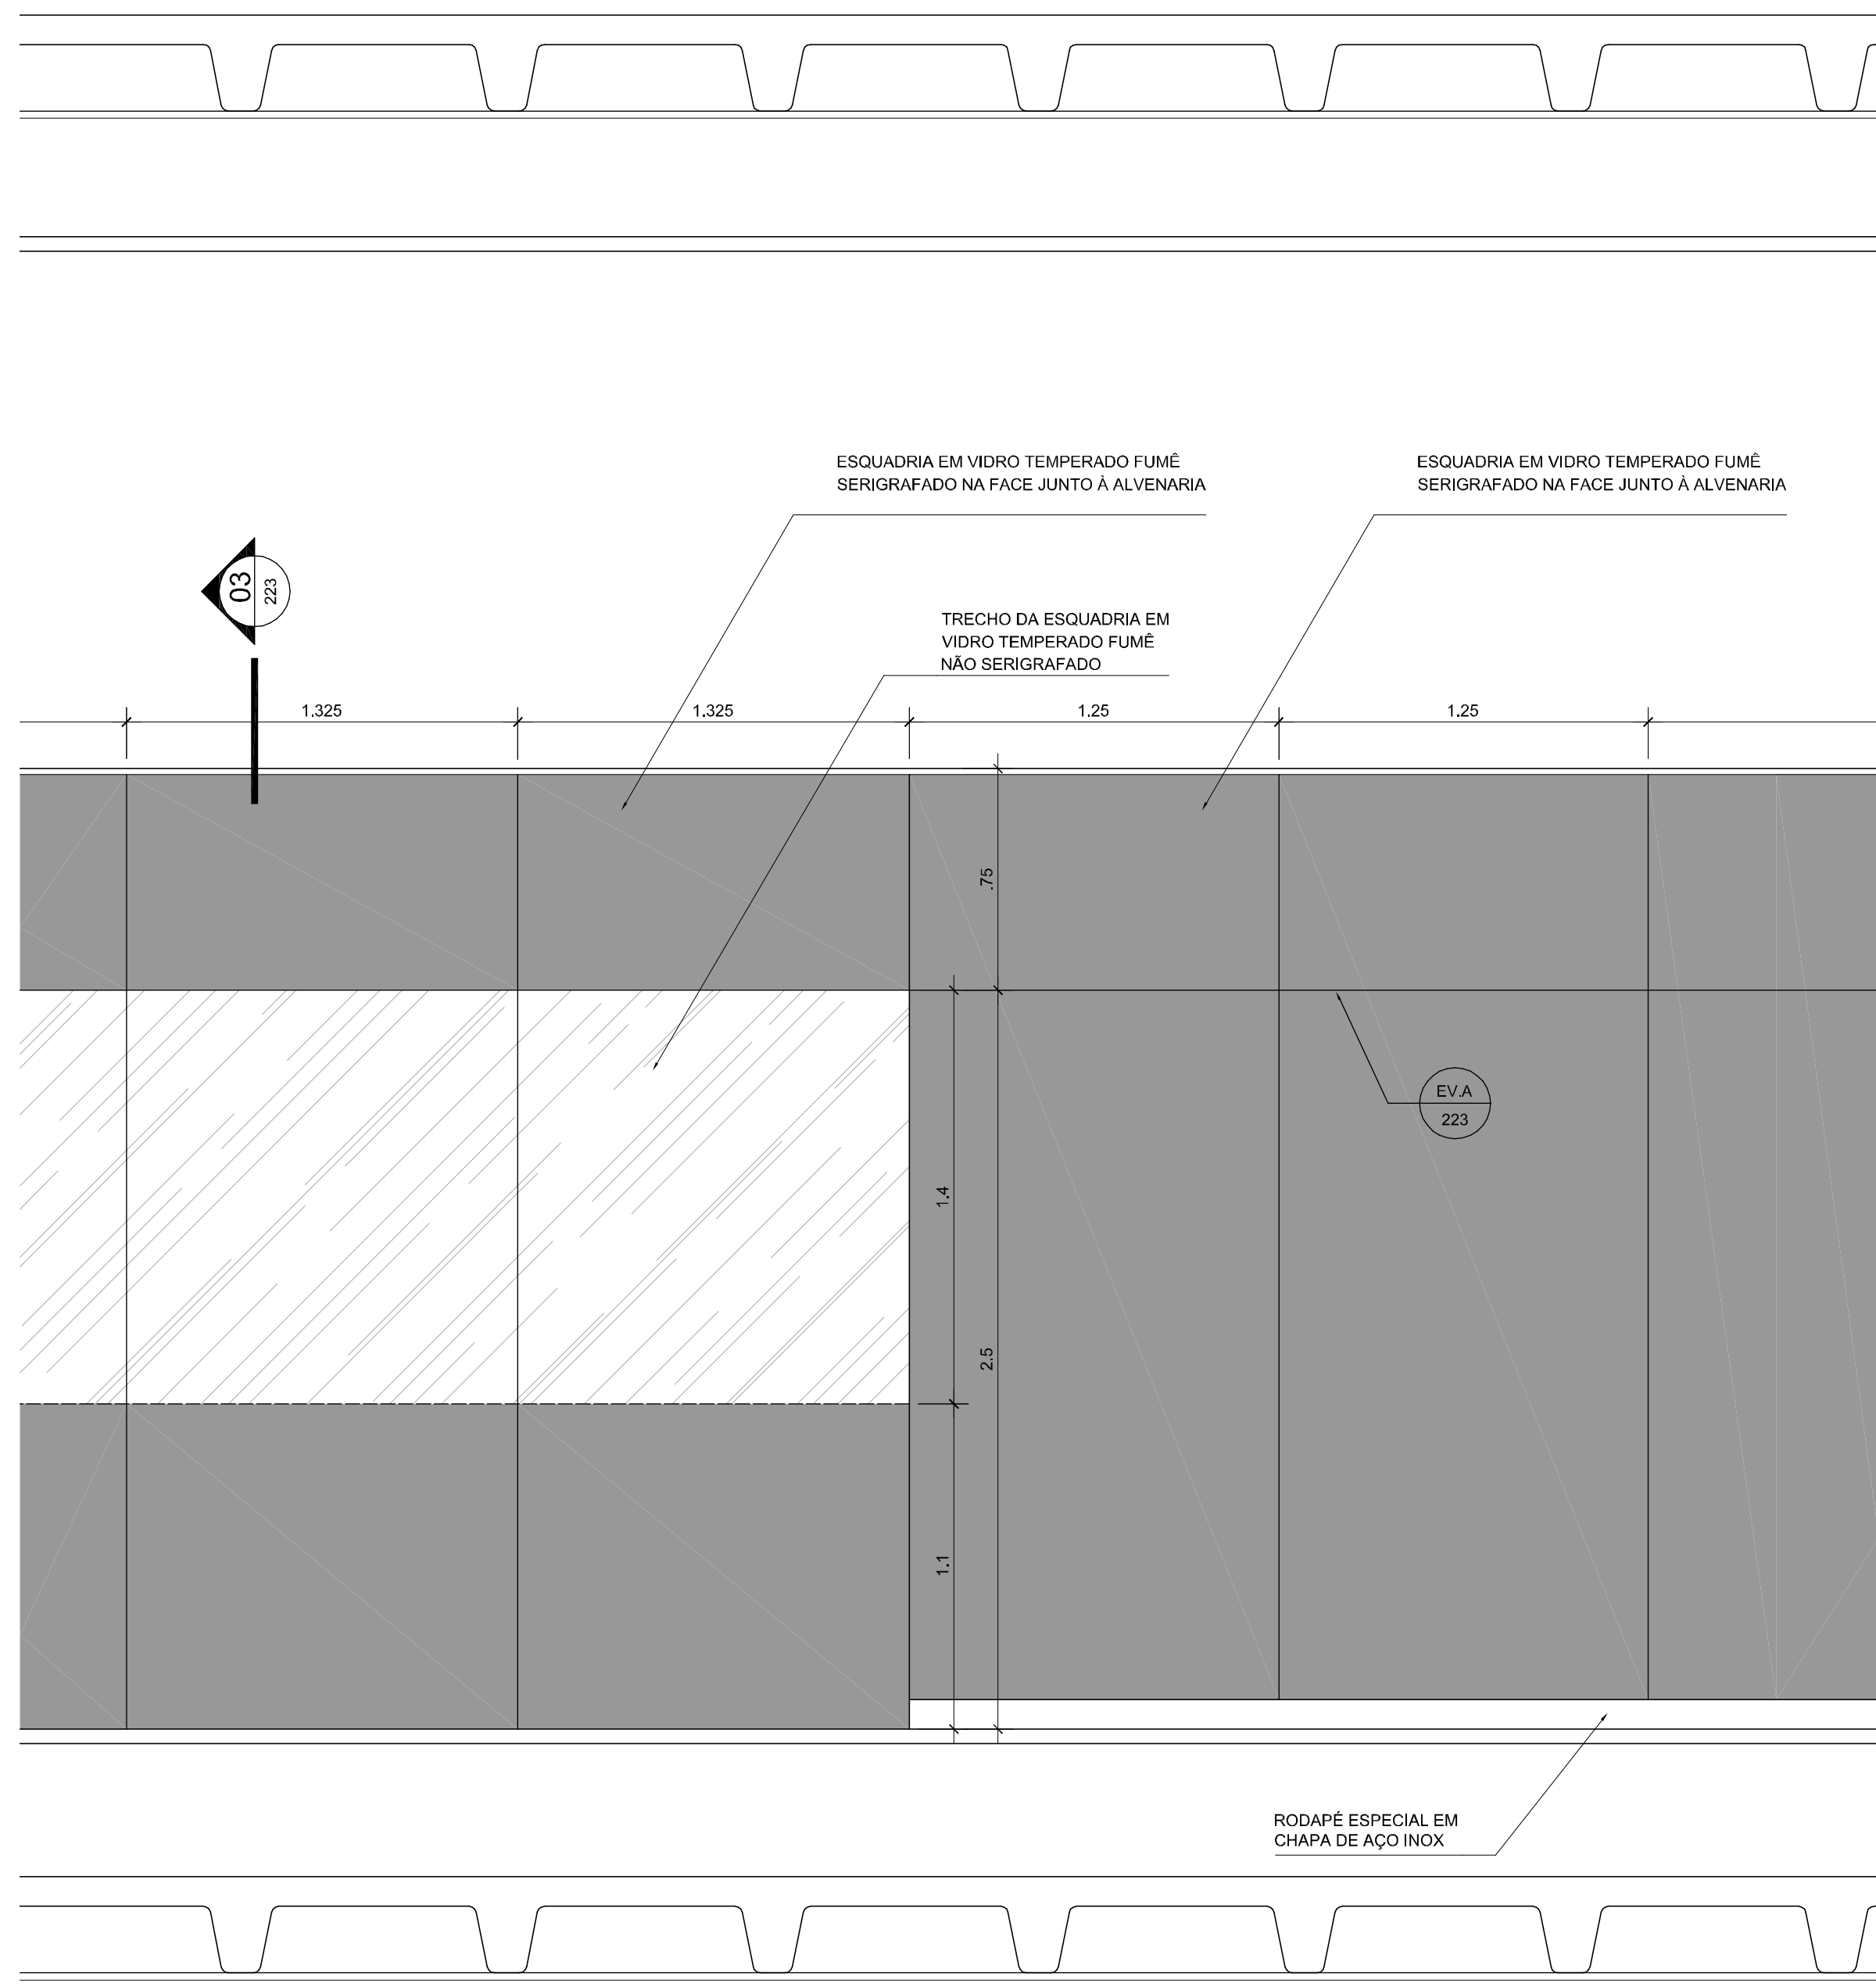 ESQUADRIA EM VIDRO TEMPERADO FUMÊ
SERIGRAFADO NA FACE JUNTO À ALVENARIA
ESQUADRIA EM VIDRO TEMPERADO FUMÊ
SERIGRAFADO NA FACE JUNTO À ALVENARIA
03
223
TRECHO DA ESQUADRIA EM
VIDRO TEMPERADO FUMÊ
NÃO SERIGRAFADO
1.325
1.325
1.25
1.25
.75
EV.A
223
1.4
2.5
1.1
RODAPÉ ESPECIAL EM
CHAPA DE AÇO INOX